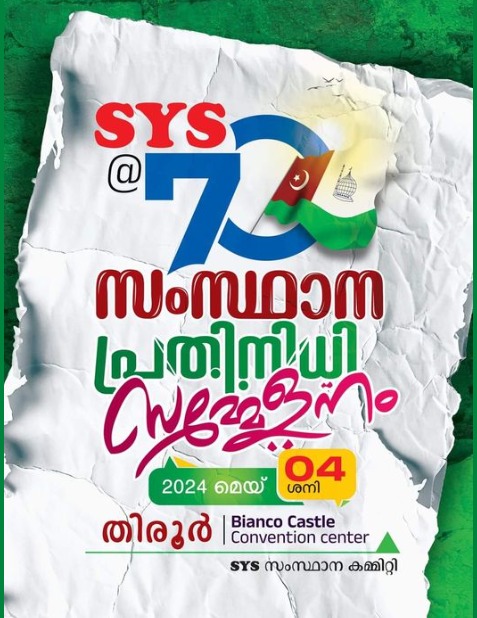 SYS
@70
സംസ്ഥാന
പ്രതിനിധി
സമ്മേളനം
2024 മെയ് 04
ശനി
തിരൂർ | Bianco Castle
Convention center
SYS സംസ്ഥാന കമ്മിറ്റി